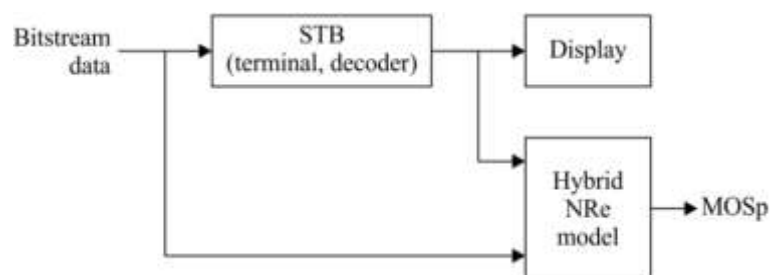 Bitstream
data
STB
(terminal, decoder)
Display
Hybrid
NRe
model
MOSp